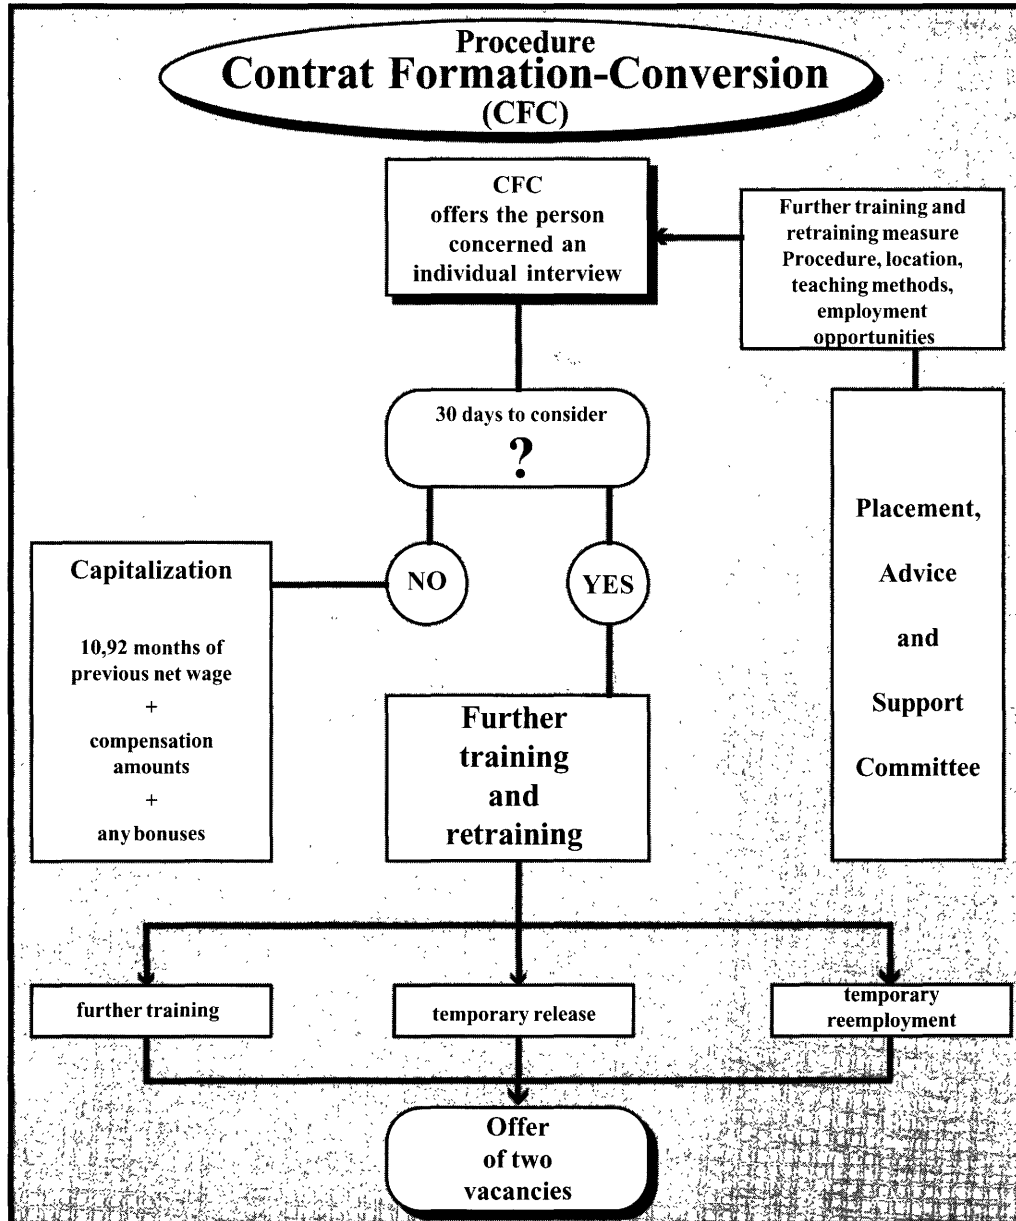 Procedure
Contrat Formation-Conversion
(CFC)
CFC
offers the person
concerned an
individual interview
Further training and
retraining measure
Procedure, location,
teaching methods,
employment
opportunities
30 days to consider
?
NO
YES
Capitalization
10,92 months of
previous net wage
+
compensation
amounts
+
any bonuses
Further
training
and
retraining
Placement,
Advice
and
Support
Committee
further training
temporary release
temporary
reemployment
Offer
of two
vacancies